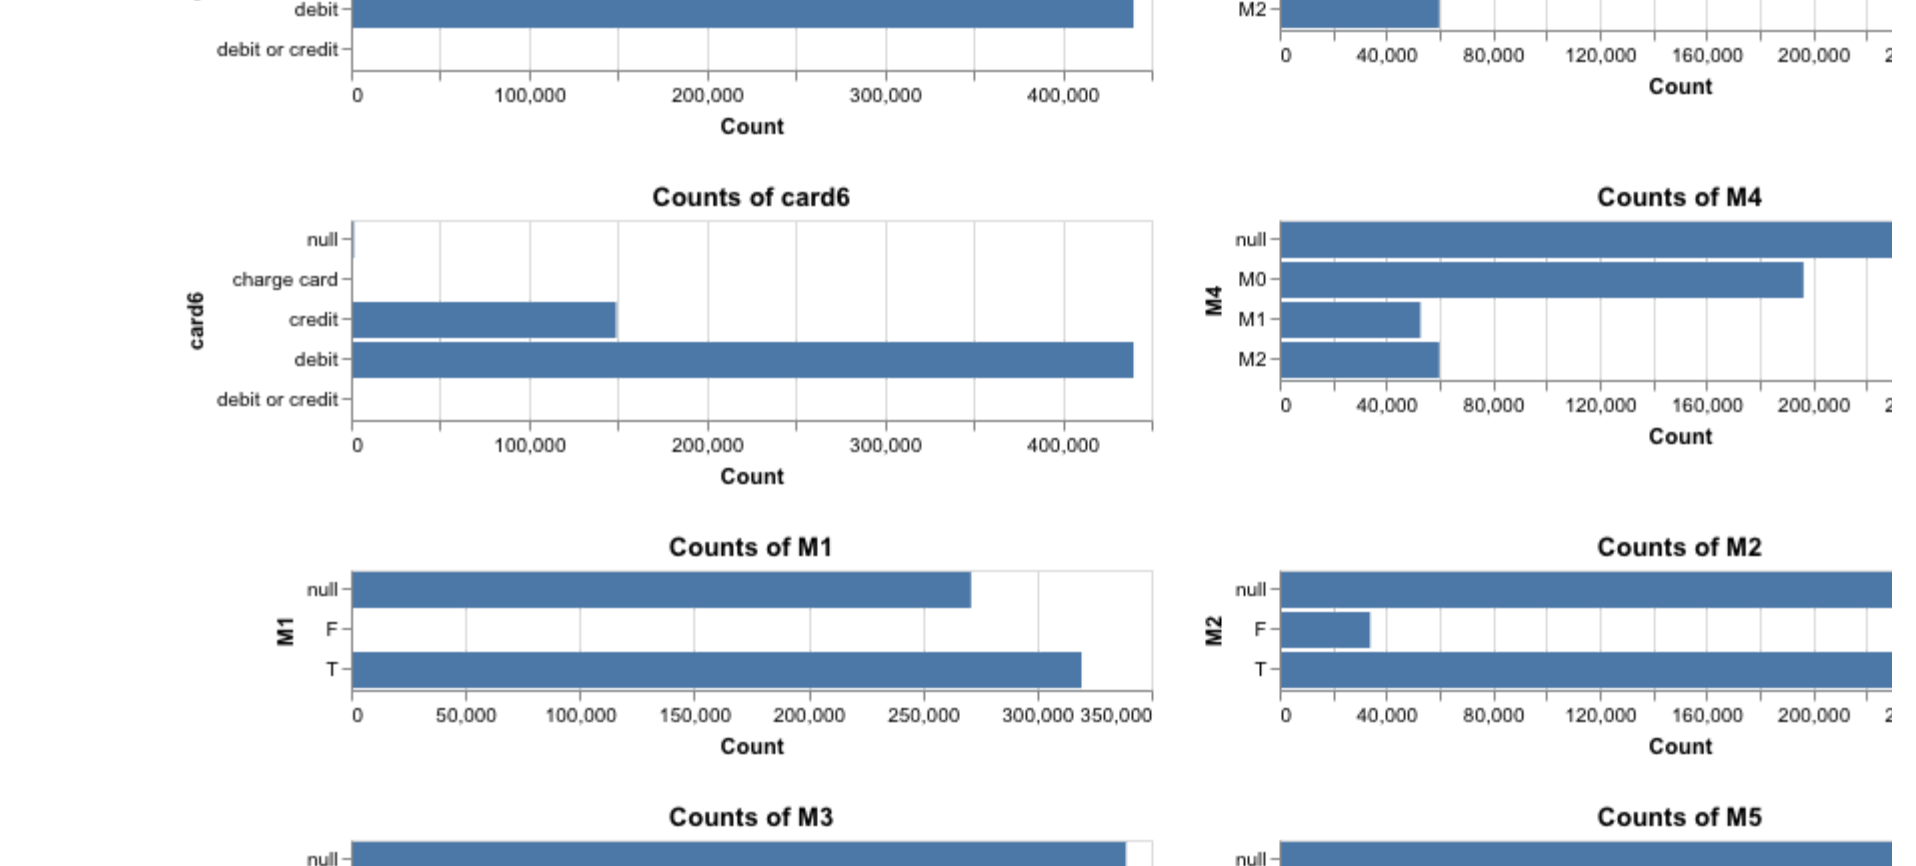 debit
debit or credit
0 100,000 200,000 300,000 400,000
Count
M2
0 40,000 80,000 120,000 160,000 200,000 2
Count
Counts of card6
card6
null
charge card
credit
debit
debit or credit
0 100,000 200,000 300,000 400,000
Count
Counts of M4
M4
null
M0
M1
M2
0 40,000 80,000 120,000 160,000 200,000 2
Count
Counts of M1
M1
null
F
T
0 50,000 100,000 150,000 200,000 250,000 300,000 350,000
Count
Counts of M2
M2
null
F
T
0 40,000 80,000 120,000 160,000 200,000 2
Count
Counts of M3
null
Counts of M5
null